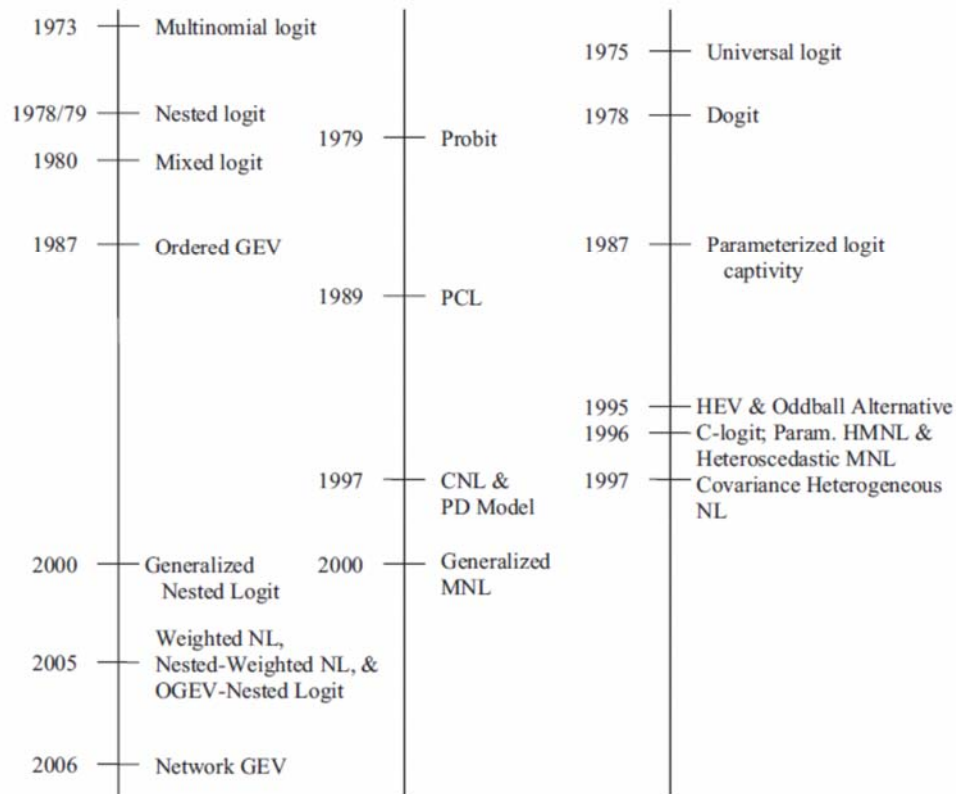 1973 Multinomial logit
1978/79 Nested logit
1980 Mixed logit
1987 Ordered GEV
2000 Generalized
Nested Logit
Weighted NL,
2005 Nested-Weighted NL, &
OGEV-Nested Logit
2006 Network GEV
1979 Probit
1989 PCL
1997 CNL &
PD Model
2000 Generalized
MNL
1975 Universal logit
1978 Dogit
1987 Parameterized logit
captivity
1995 HEV & Oddball Alternative
1996 C-logit; Param. HMNL &
Heteroscedastic MNL
1997 Covariance Heterogeneous
NL